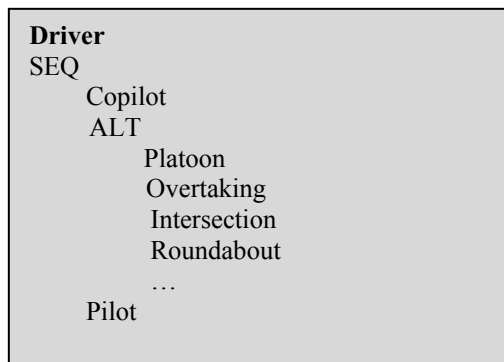 Driver
SEQ
Copilot
ALT
Platoon
Overtaking
Intersection
Roundabout
…
Pilot